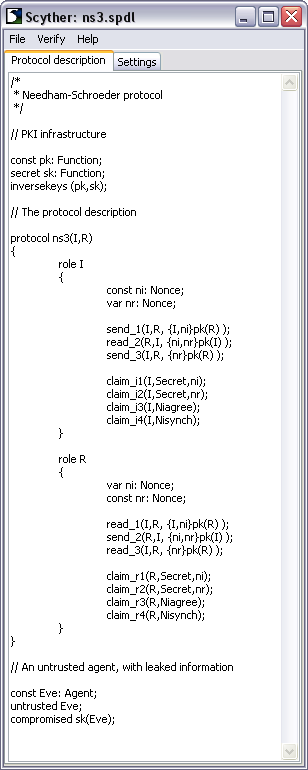 Scyther: ns3.spdl
File Verify Help
Protocol description Settings
/*
* Needham-Schroeder protocol
*/
// PKI infrastructure
const pk: Function;
secret sk: Function;
inversekeys (pk,sk);
// The protocol description
protocol ns3(I,R)
{
role I
{
const ni: Nonce;
var nr: Nonce;
send_1(I,R, {I,ni}pk(R) );
read_2(R,I, {ni,nr}pk(I) );
send_3(I,R, {nr}pk(R) );
claim_i1(I,Secret,ni);
claim_i2(I,Secret,nr);
claim_i3(I,Niagree);
claim_i4(I,Nisynch);
}
role R
{
var ni: Nonce;
const nr: Nonce;
read_1(I,R, {I,ni}pk(R) );
send_2(R,I, {ni,nr}pk(I) );
read_3(I,R, {nr}pk(R) );
claim_r1(R,Secret,ni);
claim_r2(R,Secret,nr);
claim_r3(R,Niagree);
claim_r4(R,Nisynch);
}
}
// An untrusted agent, with leaked information
const Eve: Agent;
untrusted Eve;
compromised sk(Eve);